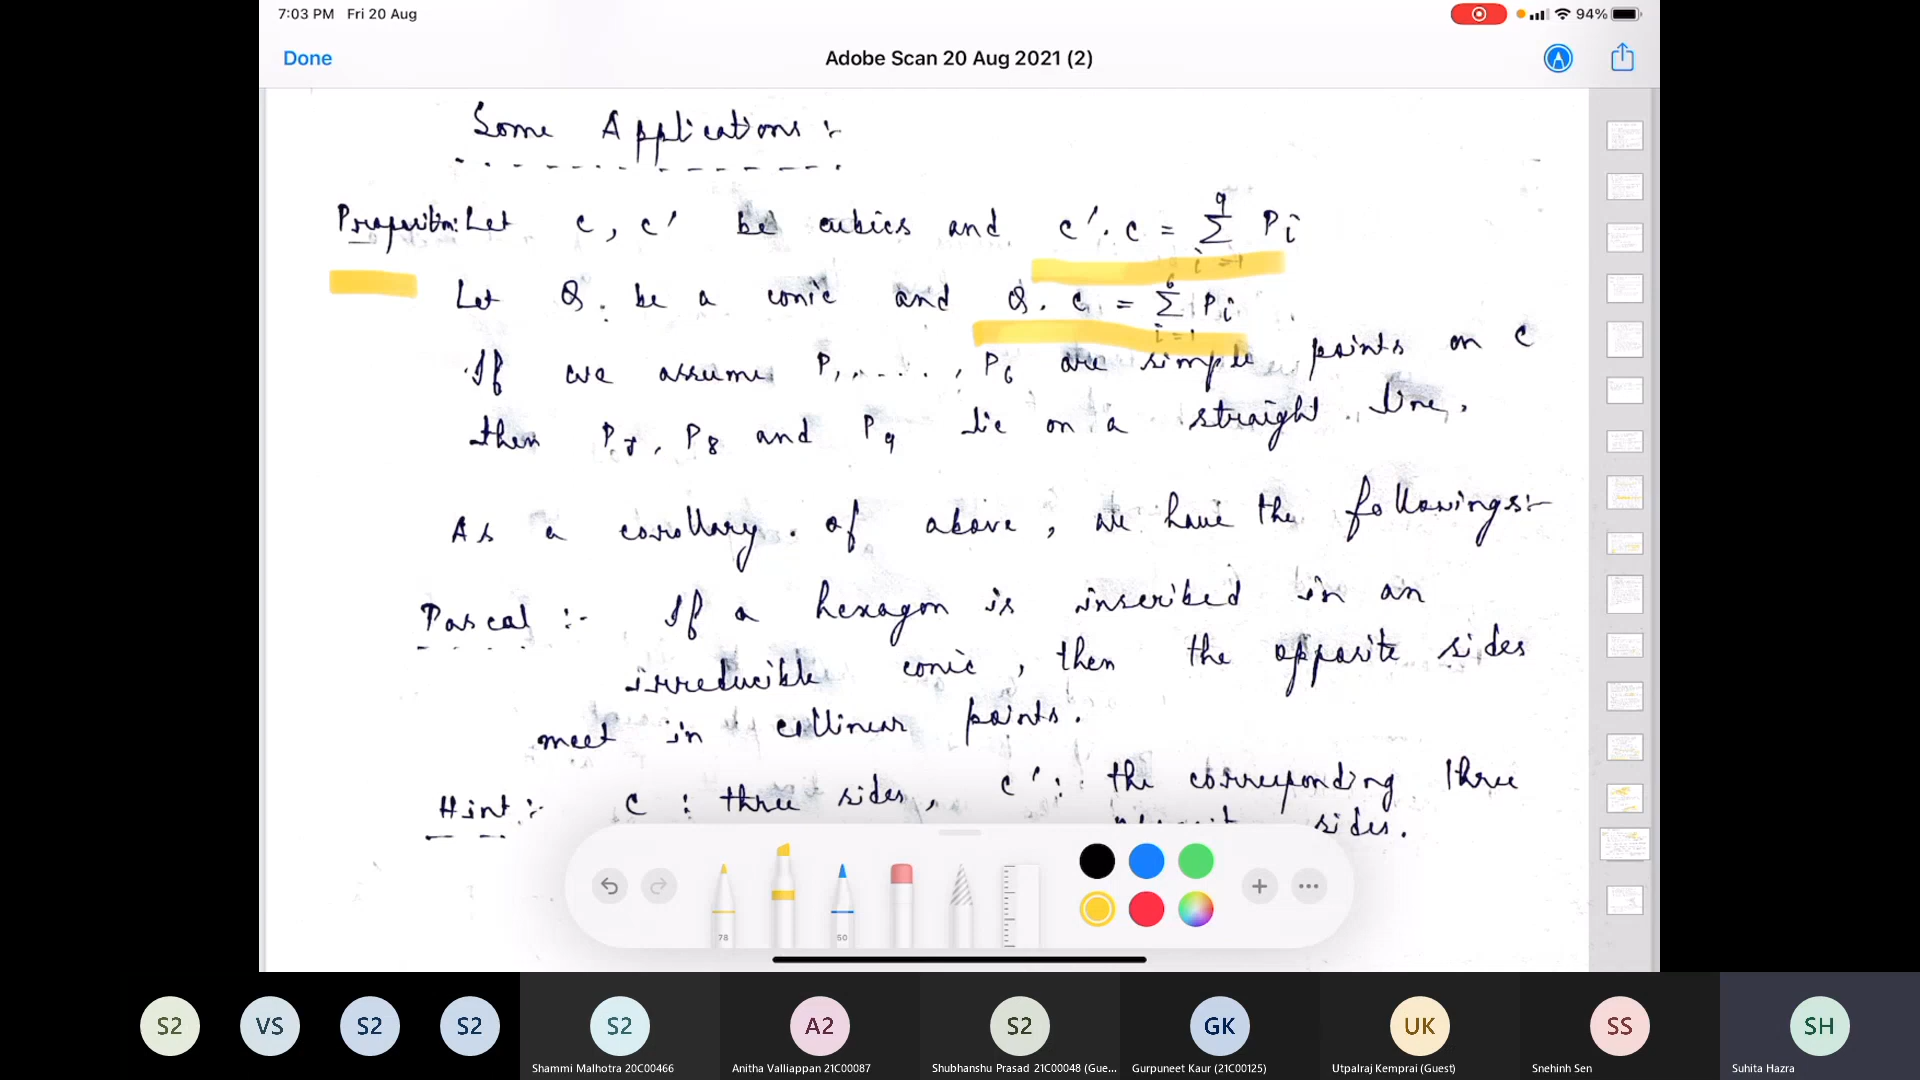 7:03 PM Fri 20 Aug
94%
Done
Adobe Scan 20 Aug 2021 (2)
Some Applications :-
Proposition: Let C, C' be cubics and C'. C = ∑ᵢ₌₁⁹ Pᵢ
Let Q. be a conic and Q. C = ∑ᵢ₌₁⁶ Pᵢ
If we assume P₁, ...., P₆ are simple points on C
then P₇, P₈ and P₉ lie on a straight line.
As a corollary of above, we have the followings:-
Pascal :- If a hexagon is inscribed in an
irreducible conic, then the opposite sides
meet in collinear points.
Hint :- C : three sides, C' : the corresponding three
sides.
78
50
S2
VS
S2
S2
S2
A2
S2
GK
UK
SS
SH
Shammi Malhotra 20C00466
Anitha Valliappan 21C00087
Shubhanshu Prasad 21C00048 (Gue...
Gurpuneet Kaur (21C00125)
Utpalraj Kemprai (Guest)
Snehinh Sen
Suhita Hazra